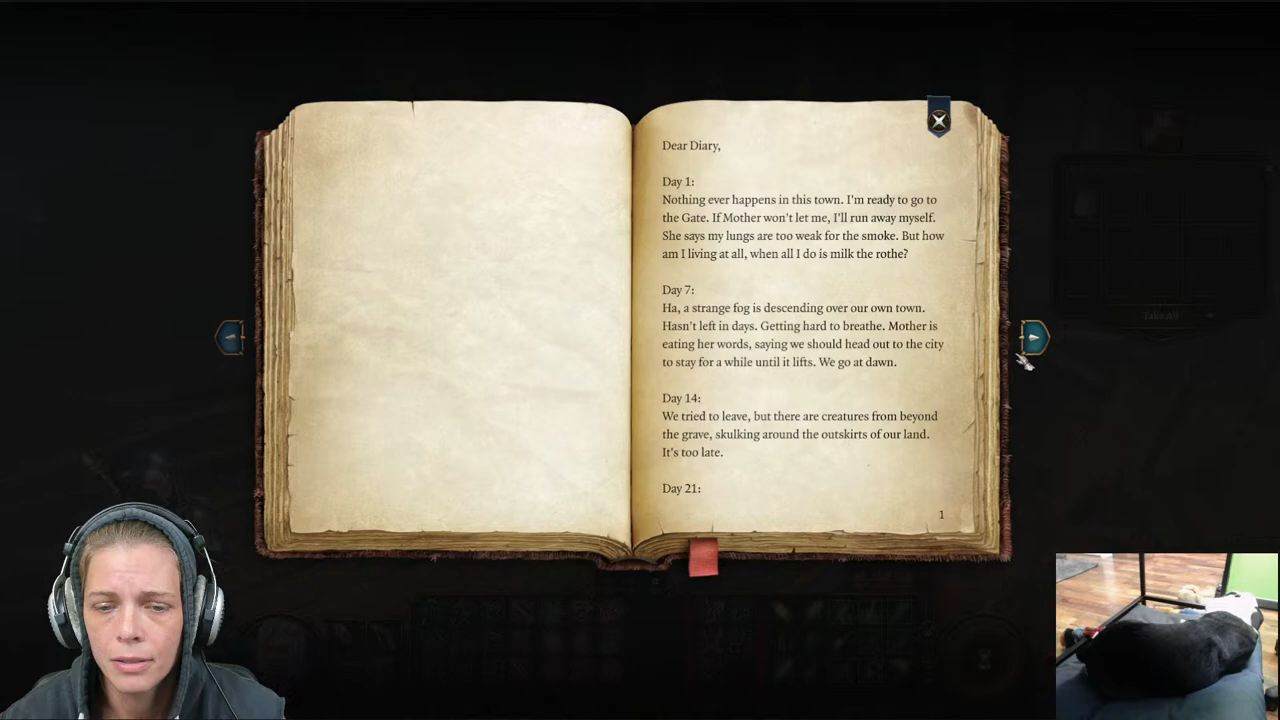 Dear Diary,
Day 1:
Nothing ever happens in this town. I'm ready to go to
the Gate. If Mother won't let me, I'll run away myself.
She says my lungs are too weak for the smoke. But how
am I living at all, when all I do is milk the rothe?
Day 7:
Ha, a strange fog is descending over our own town.
Hasn't left in days. Getting hard to breathe. Mother is
eating her words, saying we should head out to the city
to stay for a while until it lifts. We go at dawn.
Day 14:
We tried to leave, but there are creatures from beyond
the grave, skulking around the outskirts of our land.
It's too late.
Day 21:
1
Take All